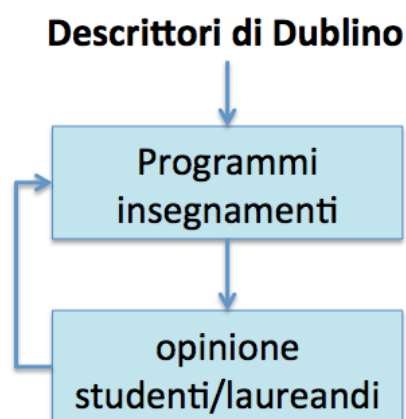 Descrittori di Dublino
Programmi
insegnamenti
opinione
studenti/laureandi